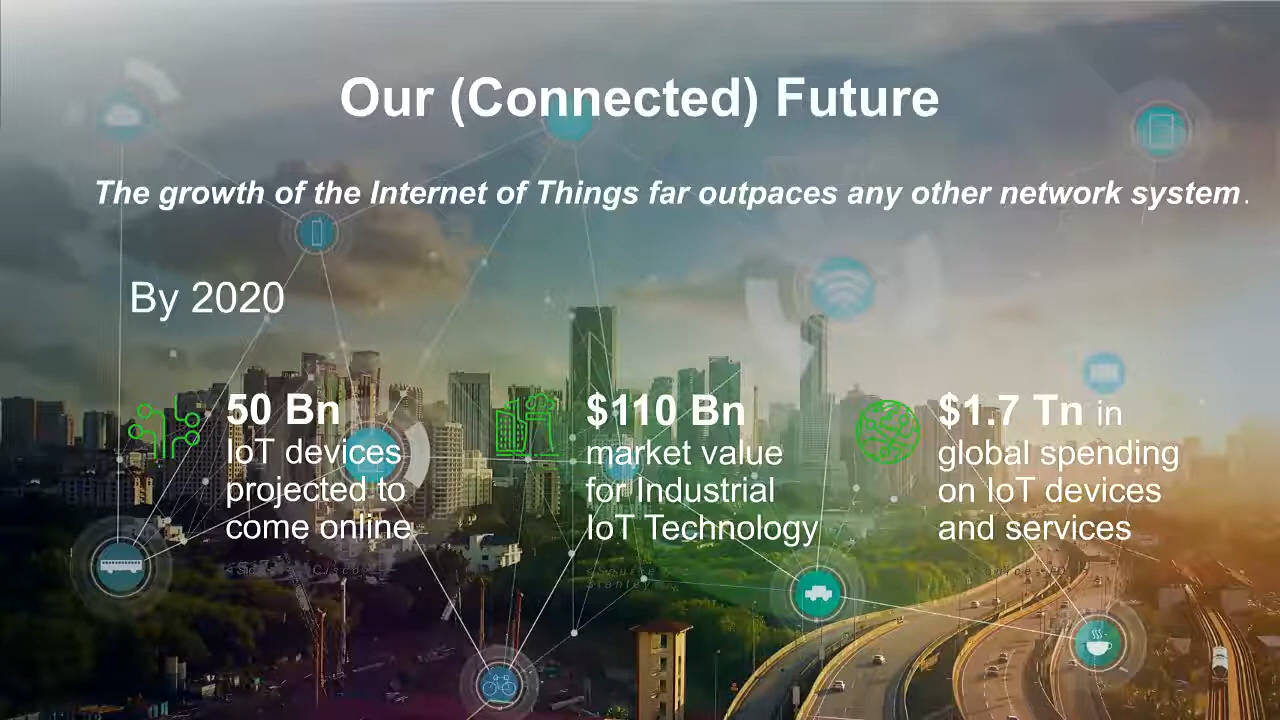 Our (Connected) Future
The growth of the Internet of Things far outpaces any other network system.
By 2020
50 Bn
IoT devices
projected to
come online
$110 Bn
market value
for Industrial
IoT Technology
$1.7 Tn in
global spending
on IoT devices
and services